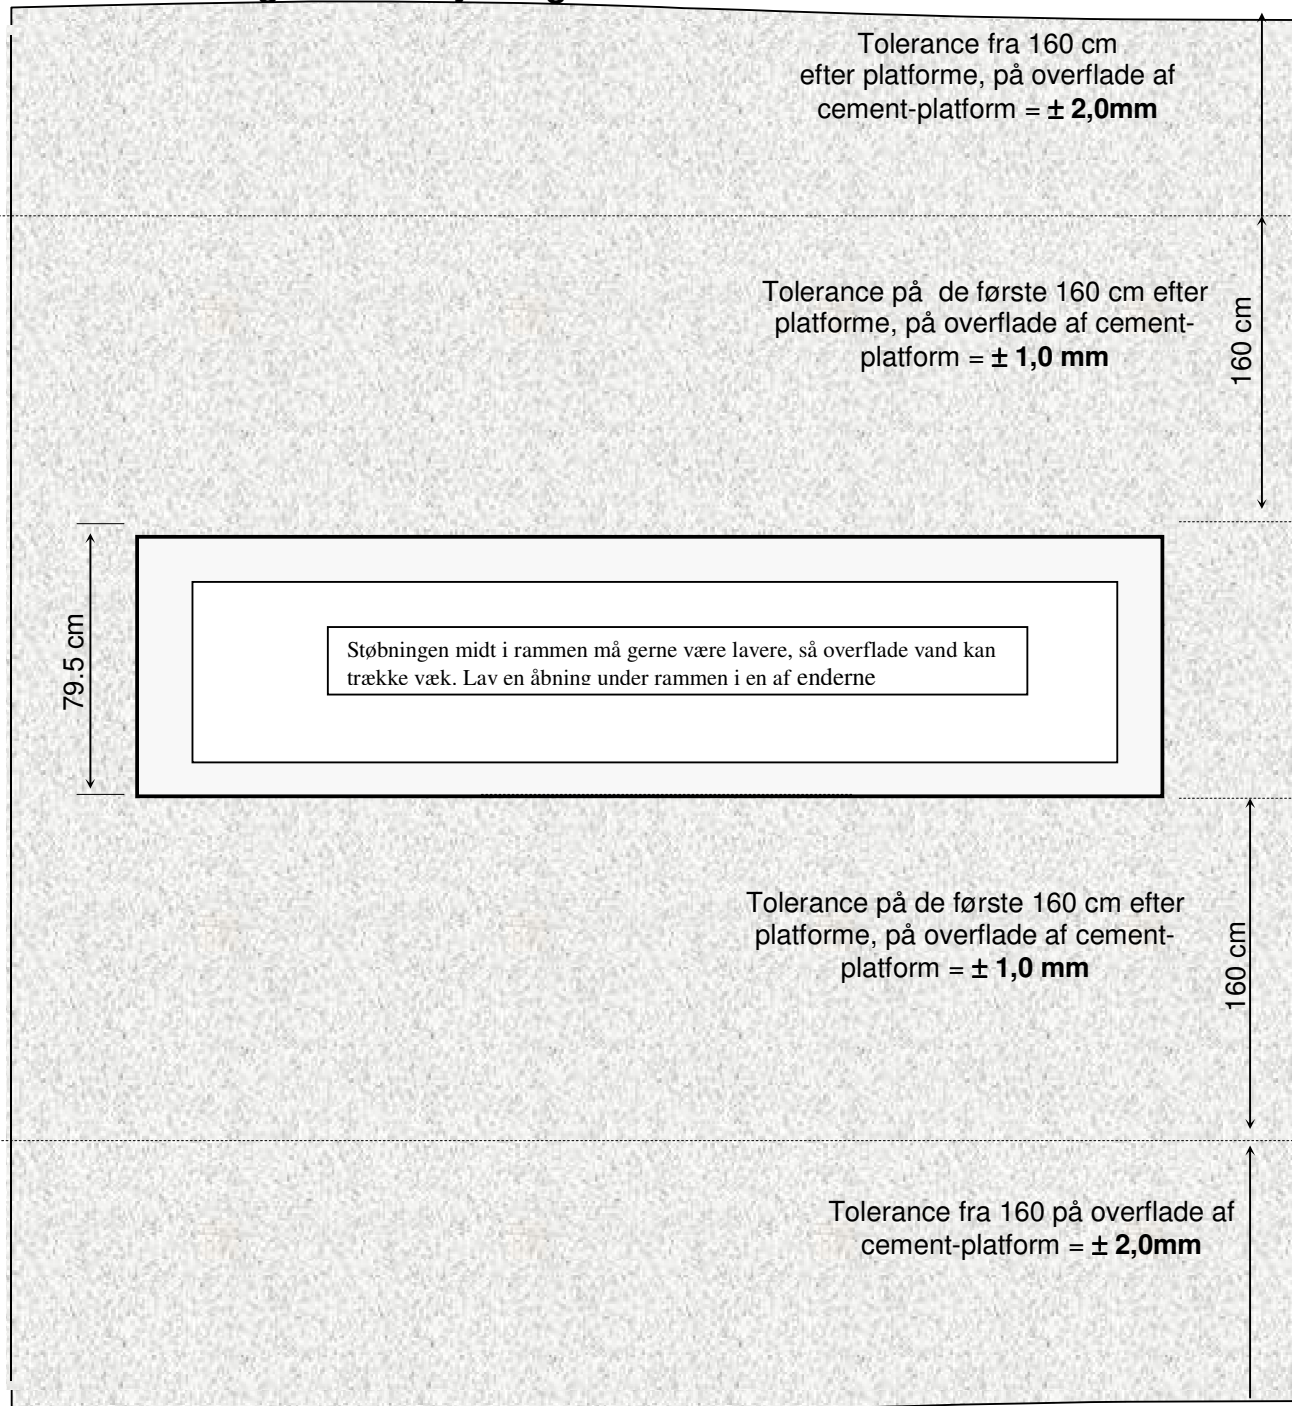 Tolerance fra 160 cm
efter platforme, på overflade af
cement-platform = ± 2,0mm
Tolerance på de første 160 cm efter
platforme, på overflade af cement-
platform = ± 1,0 mm
160 cm
79.5 cm
Støbningen midt i rammen må gerne være lavere, så overflade vand kan
trække væk. Lav en åbning under rammen i en af enderne
Tolerance på de første 160 cm efter
platforme, på overflade af cement-
platform = ± 1,0 mm
160 cm
Tolerance fra 160 på overflade af
cement-platform = ± 2,0mm